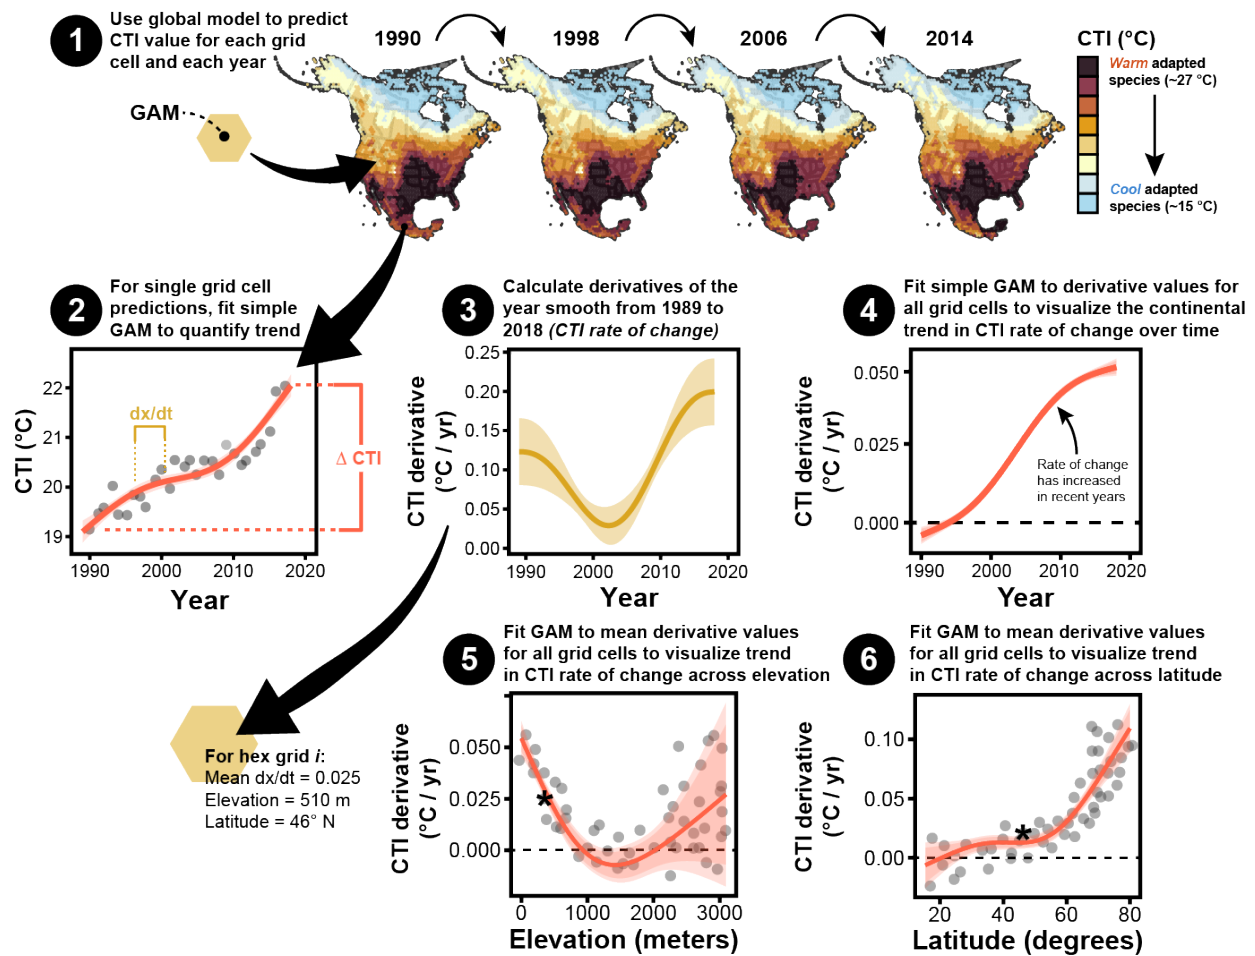 1
Use global model to predict
CTI value for each grid
cell and each year
GAM
1990
1998
2006
2014
CTI (°C)
Warm adapted
species (~27 °C)
Cool adapted
species (~15 °C)
2
For single grid cell
predictions, fit simple
GAM to quantify trend
CTI (°C)
22
21
20
19
dx/dt
Δ CTI
1990
2000
2010
2020
Year
3
Calculate derivatives of the
year smooth from 1989 to
2018 (CTI rate of change)
CTI derivative
(°C / yr)
0.25
0.20
0.15
0.10
0.05
0.00
1990
2000
2010
2020
Year
4
Fit simple GAM to derivative values for
all grid cells to visualize the continental
trend in CTI rate of change over time
CTI derivative
(°C / yr)
0.050
0.025
0.000
Rate of change
has increased
in recent years
1990
2000
2010
2020
Year
For hex grid i:
Mean dx/dt = 0.025
Elevation = 510 m
Latitude = 46° N
5
Fit GAM to mean derivative values
for all grid cells to visualize trend
in CTI rate of change across elevation
CTI derivative
(°C / yr)
0.050
0.025
0.000
*
0
1000
2000
3000
Elevation (meters)
6
Fit GAM to mean derivative values
for all grid cells to visualize trend
in CTI rate of change across latitude
CTI derivative
(°C / yr)
0.10
0.05
0.00
*
20
40
60
80
Latitude (degrees)